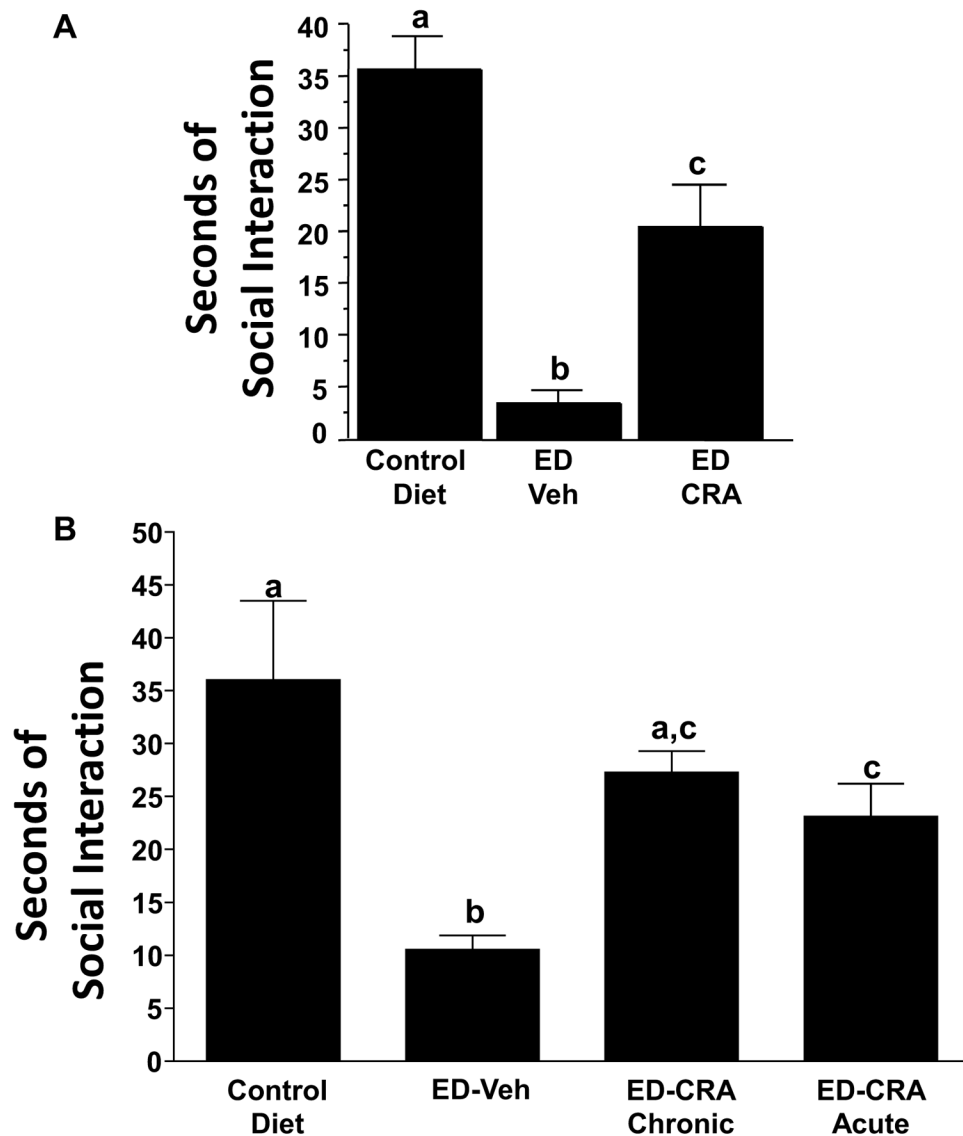 A
Seconds of
Social Interaction
40
35
30
25
20
15
10
5
0
a
b
c
Control
Diet
ED
Veh
ED
CRA
B
Seconds of
Social Interaction
50
45
40
35
30
25
20
15
10
5
0
a
b
a,c
c
Control
Diet
ED-Veh
ED-CRA
Chronic
ED-CRA
Acute